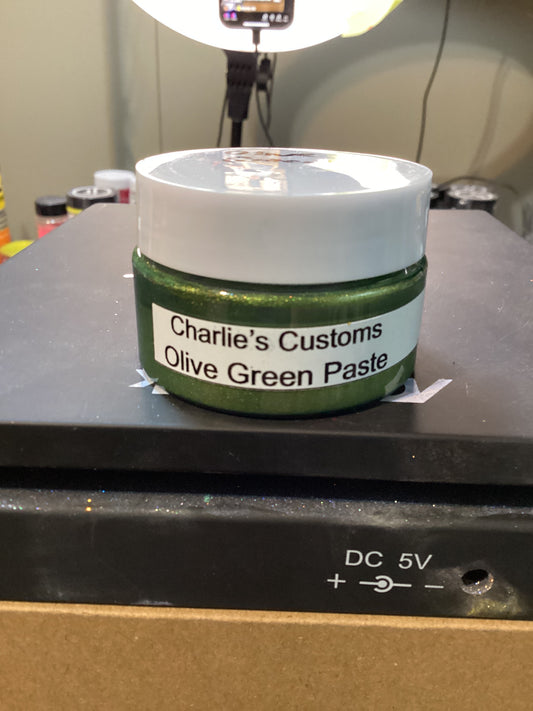 Charlie's Customs
Olive Green Paste
DC 5V
+ −